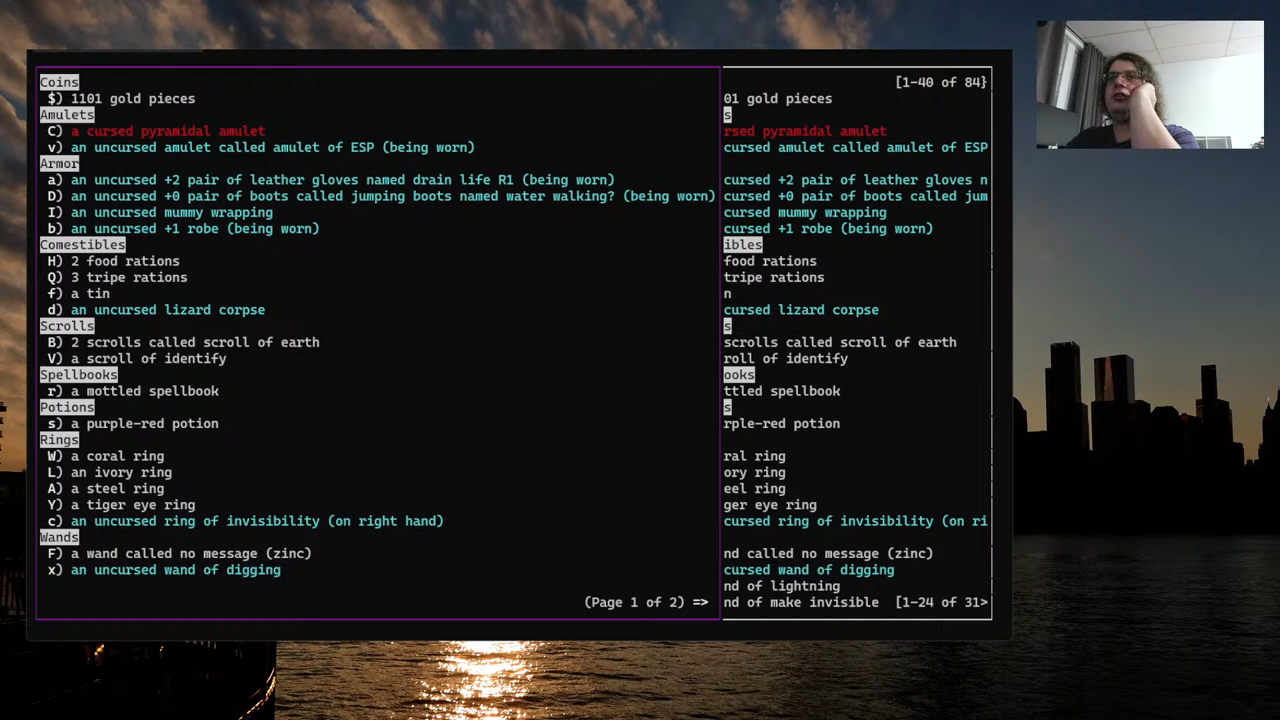 Coins
$) 1101 gold pieces
Amulets
C) a cursed pyramidal amulet
v) an uncursed amulet called amulet of ESP (being worn)
Armor
a) an uncursed +2 pair of leather gloves named drain life R1 (being worn)
D) an uncursed +0 pair of boots called jumping boots named water walking? (being worn)
I) an uncursed mummy wrapping
b) an uncursed +1 robe (being worn)
Comestibles
H) 2 food rations
Q) 3 tripe rations
f) a tin
d) an uncursed lizard corpse
Scrolls
B) 2 scrolls called scroll of earth
V) a scroll of identify
Spellbooks
r) a mottled spellbook
Potions
s) a purple-red potion
Rings
W) a coral ring
L) an ivory ring
A) a steel ring
Y) a tiger eye ring
c) an uncursed ring of invisibility (on right hand)
Wands
F) a wand called no message (zinc)
x) an uncursed wand of digging
(Page 1 of 2) =>
[1-40 of 84}
01 gold pieces
s
rsed pyramidal amulet
cursed amulet called amulet of ESP
cursed +2 pair of leather gloves n
cursed +0 pair of boots called jum
cursed mummy wrapping
cursed +1 robe (being worn)
ibles
food rations
tripe rations
n
cursed lizard corpse
s
scrolls called scroll of earth
roll of identify
ooks
ttled spellbook
s
rple-red potion
ral ring
ory ring
eel ring
ger eye ring
cursed ring of invisibility (on ri
nd called no message (zinc)
cursed wand of digging
nd of lightning
nd of make invisible [1-24 of 31>